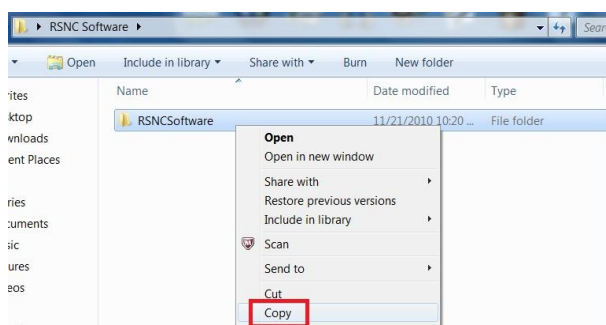 RSNC Software
Sear
Open Include in library Share with Burn New folder
Name Date modified Type
rites
sktop
RSNCSoftware 11/21/2010 10:20 ... File folder
wnloads
ent Places
ries
cuments
sic
ures
eos
Open
Open in new window
Share with
Restore previous versions
Include in library
Scan
Send to
Cut
Copy